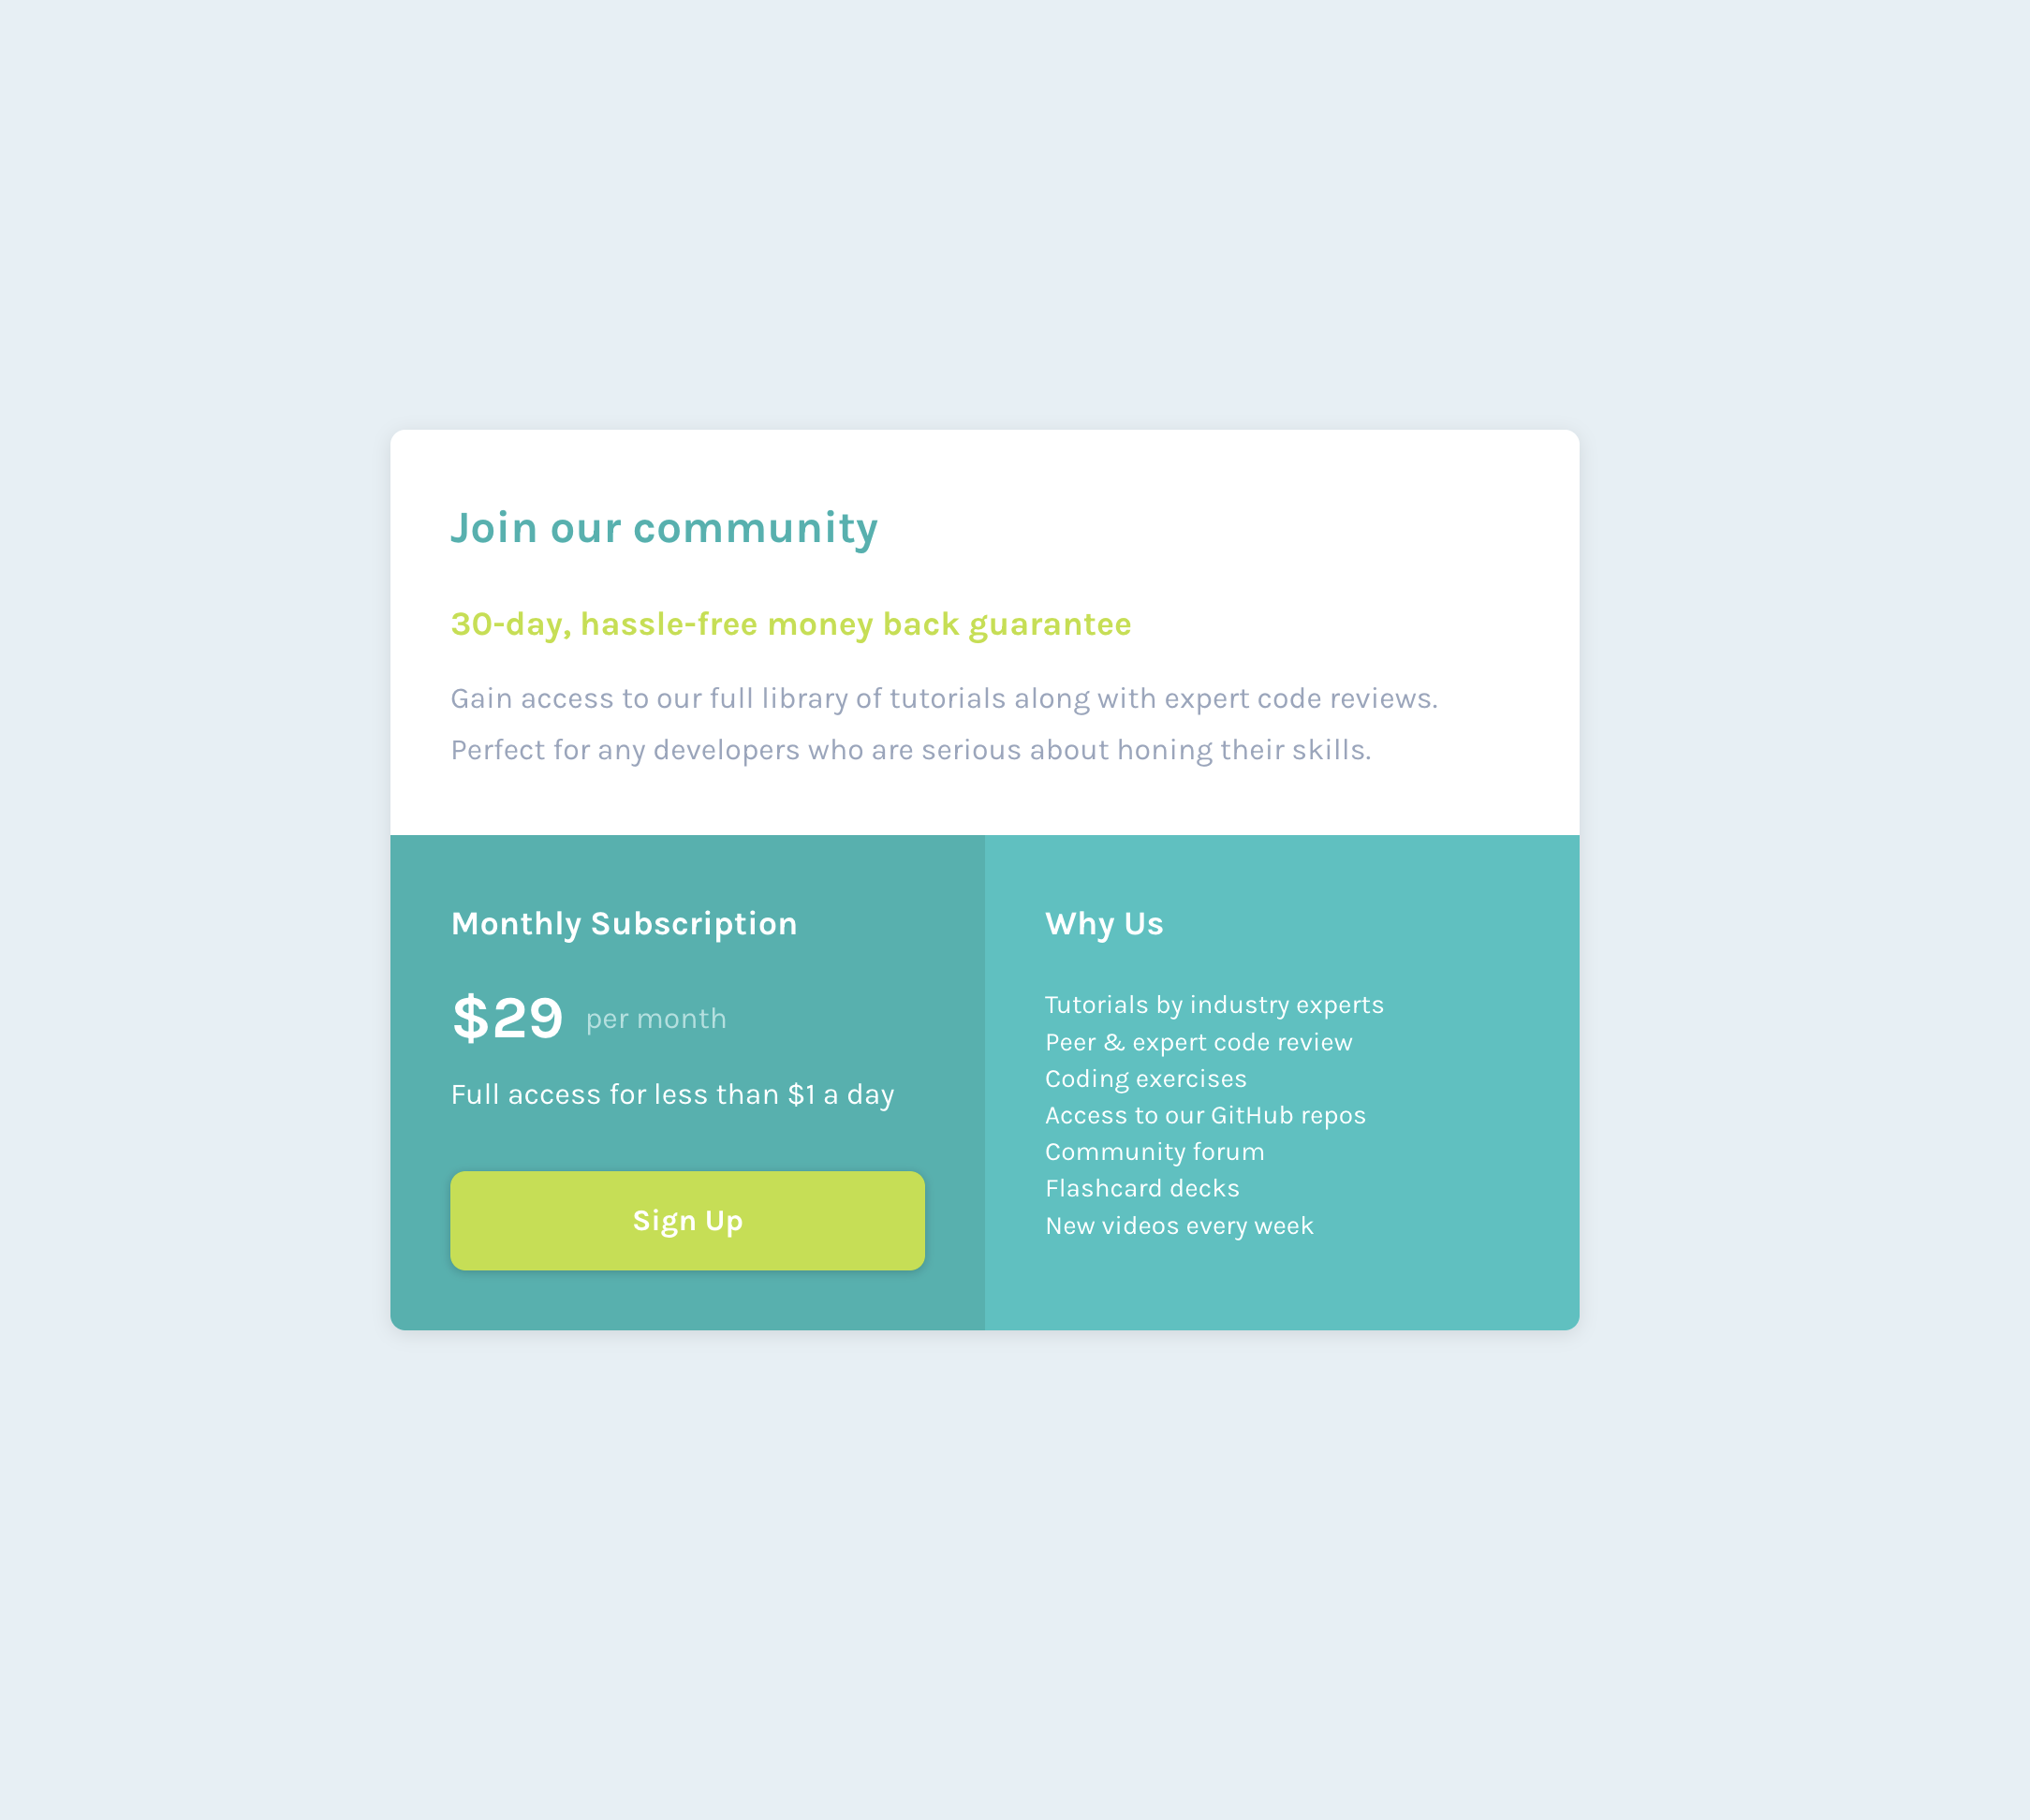 Join our community
30-day, hassle-free money back guarantee
Gain access to our full library of tutorials along with expert code reviews.
Perfect for any developers who are serious about honing their skills.
Monthly Subscription
$29 per month
Full access for less than $1 a day
Sign Up
Why Us
Tutorials by industry experts
Peer & expert code review
Coding exercises
Access to our GitHub repos
Community forum
Flashcard decks
New videos every week